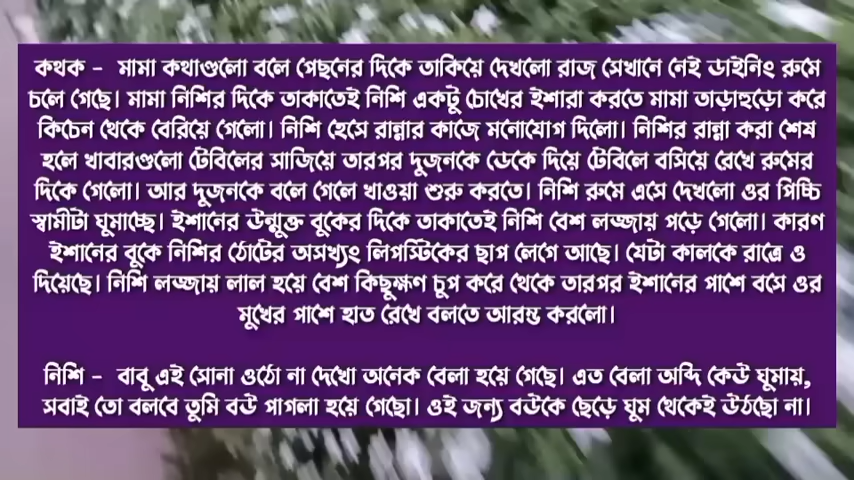 কথক - মামা কথাগুলো বলে পেছনের দিকে তাকিয়ে দেখলো রাজ সেখানে নেই ডাইনিং রুমে
চলে গেছে। মামা নিশির দিকে তাকাতেই নিশি একটু চোখের ইশারা করতে মামা তাড়াহুড়ো করে
কিচেন থেকে বেরিয়ে গেলো। নিশি হেসে রান্নার কাজে মনোযোগ দিলো। নিশির রান্না করা শেষ
হলে খাবারগুলো টেবিলের সাজিয়ে তারপর দুজনকে ডেকে দিয়ে টেবিলে বসিয়ে রেখে রুমের
দিকে গেলো। আর দুজনকে বলে গেলে খাওয়া শুরু করতে। নিশি রুমে এসে দেখলো ওর পিচ্চি
স্বামীটা ঘুমাচ্ছে। ইশানের উন্মুক্ত বুকের দিকে তাকাতেই নিশি বেশ লজ্জায় পড়ে গেলো। কারণ
ইশানের বুকে নিশির ঠোটের অসখ্যং লিপস্টিকের ছাপ লেগে আছে। যেটা কালকে রাত্রে ও
দিয়েছে। নিশি লজ্জায় লাল হয়ে বেশ কিছুক্ষণ চুপ করে থেকে তারপর ইশানের পাশে বসে ওর
মুখের পাশে হাত রেখে বলতে আরম্ভ করলো।
নিশি - বাবু এই সোনা ওঠো না দেখো অনেক বেলা হয়ে গেছে। এত বেলা অব্দি কেউ ঘুমায়,
সবাই তো বলবে তুমি বউ পাগলা হয়ে গেছো। ওই জন্য বউকে ছেড়ে ঘুম থেকেই উঠছো না।